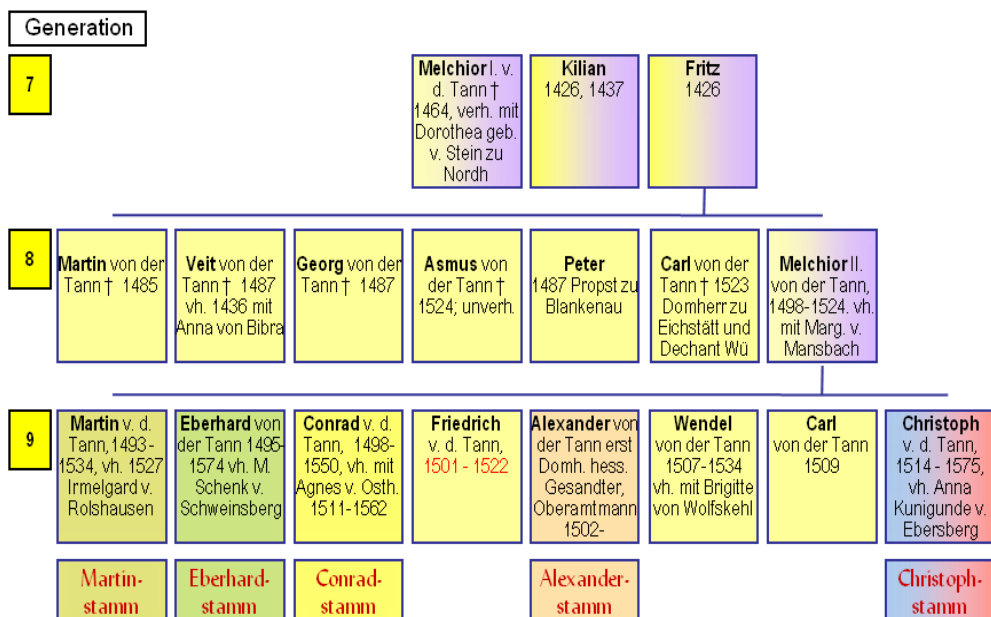 Generation
7
Melchior I. v.
d. Tann †
1464, verh. mit
Dorothea geb.
v. Stein zu
Nordh
Kilian
1426, 1437
Fritz
1426
8
Martin von der
Tann † 1485
Veit von der
Tann † 1487
vh. 1436 mit
Anna von Bibra
Georg von der
Tann † 1487
Asmus von
der Tann †
1524; unverh.
Peter
1487 Propst zu
Blankenau
Carl von der
Tann † 1523
Domherr zu
Eichstätt und
Dechant Wü
Melchior II.
von der Tann,
1498-1524. vh.
mit Marg. v.
Mansbach
9
Martin v. d.
Tann, 1493-
1534, vh. 1527
Irmelgard v.
Rolshausen
Eberhard von
der Tann 1495-
1574 vh. M.
Schenk v.
Schweinsberg
Conrad v. d.
Tann, 1498-
1550, vh. mit
Agnes v. Osth.
1511-1562
Friedrich
v. d. Tann,
1501 - 1522
Alexander von
der Tann erst
Domh. hess.
Gesandter,
Oberamtmann
1502-
Wendel
von der Tann
1507-1534
vh. mit Brigitte
von Wolfskehl
Carl
von der Tann
1509
Christoph
v. d. Tann,
1514 - 1575,
vh. Anna
Kunigunde v.
Ebersberg
Martin-
stamm
Eberhard-
stamm
Conrad-
stamm
Alexander-
stamm
Christoph-
stamm